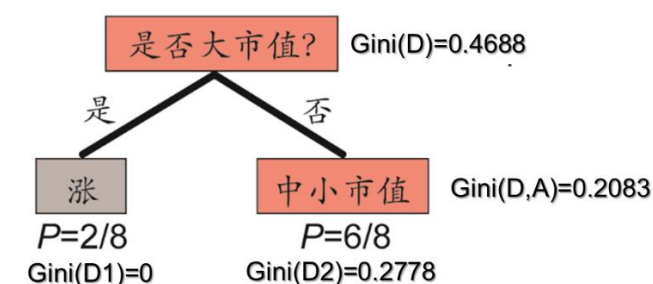 是否大市值? Gini(D)=0.4688
是 否
涨 中小市值 Gini(D,A)=0.2083
P=2/8 P=6/8
Gini(D1)=0 Gini(D2)=0.2778